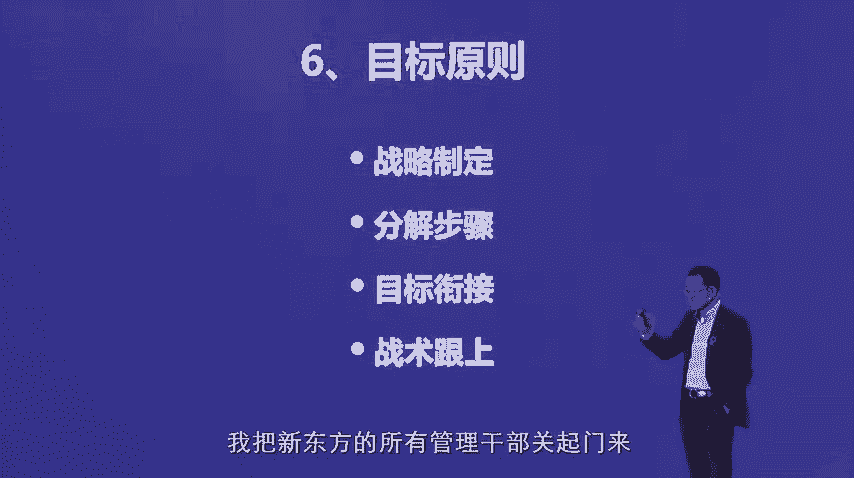 6、目标原则
• 战略制定
• 分解步骤
• 目标衔接
• 战术跟上
我把新东方的所有管理干部关起门来